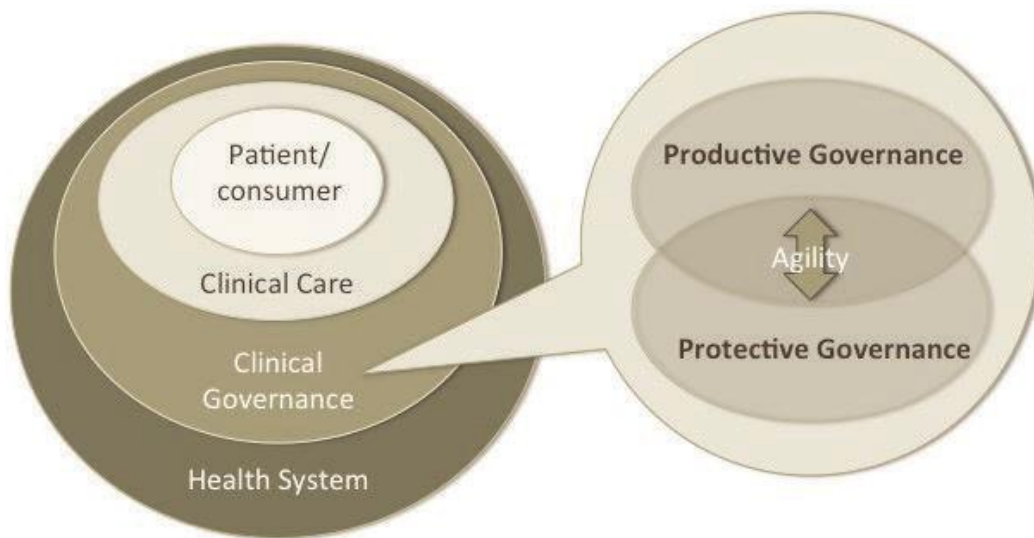 Patient/
consumer
Clinical Care
Clinical
Governance
Health System
Productive Governance
Agility
Protective Governance